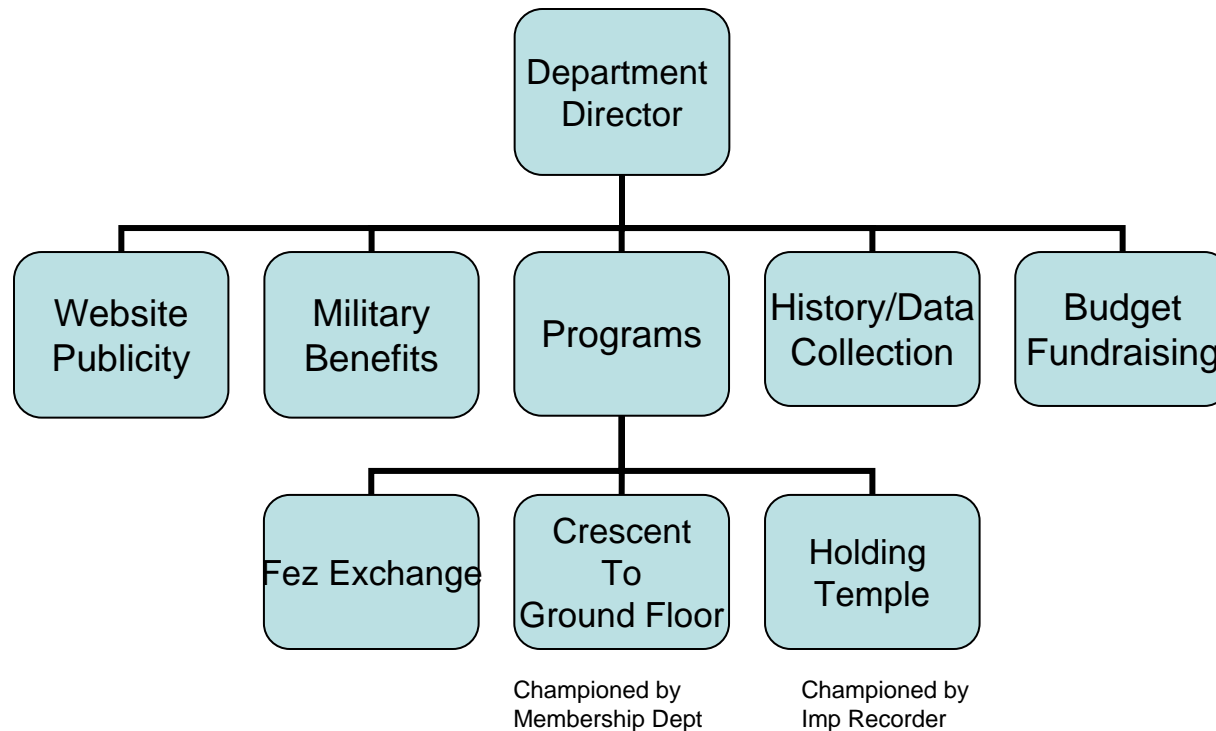 Department
Director
Website
Publicity
Military
Benefits
Programs
History/Data
Collection
Budget
Fundraising
Fez Exchange
Crescent
To
Ground Floor
Holding
Temple
Championed by
Membership Dept
Championed by
Imp Recorder